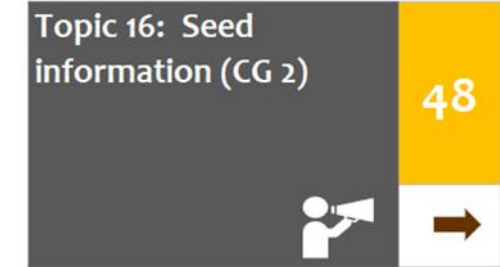 Topic 16:  Seed
information (CG 2)
48